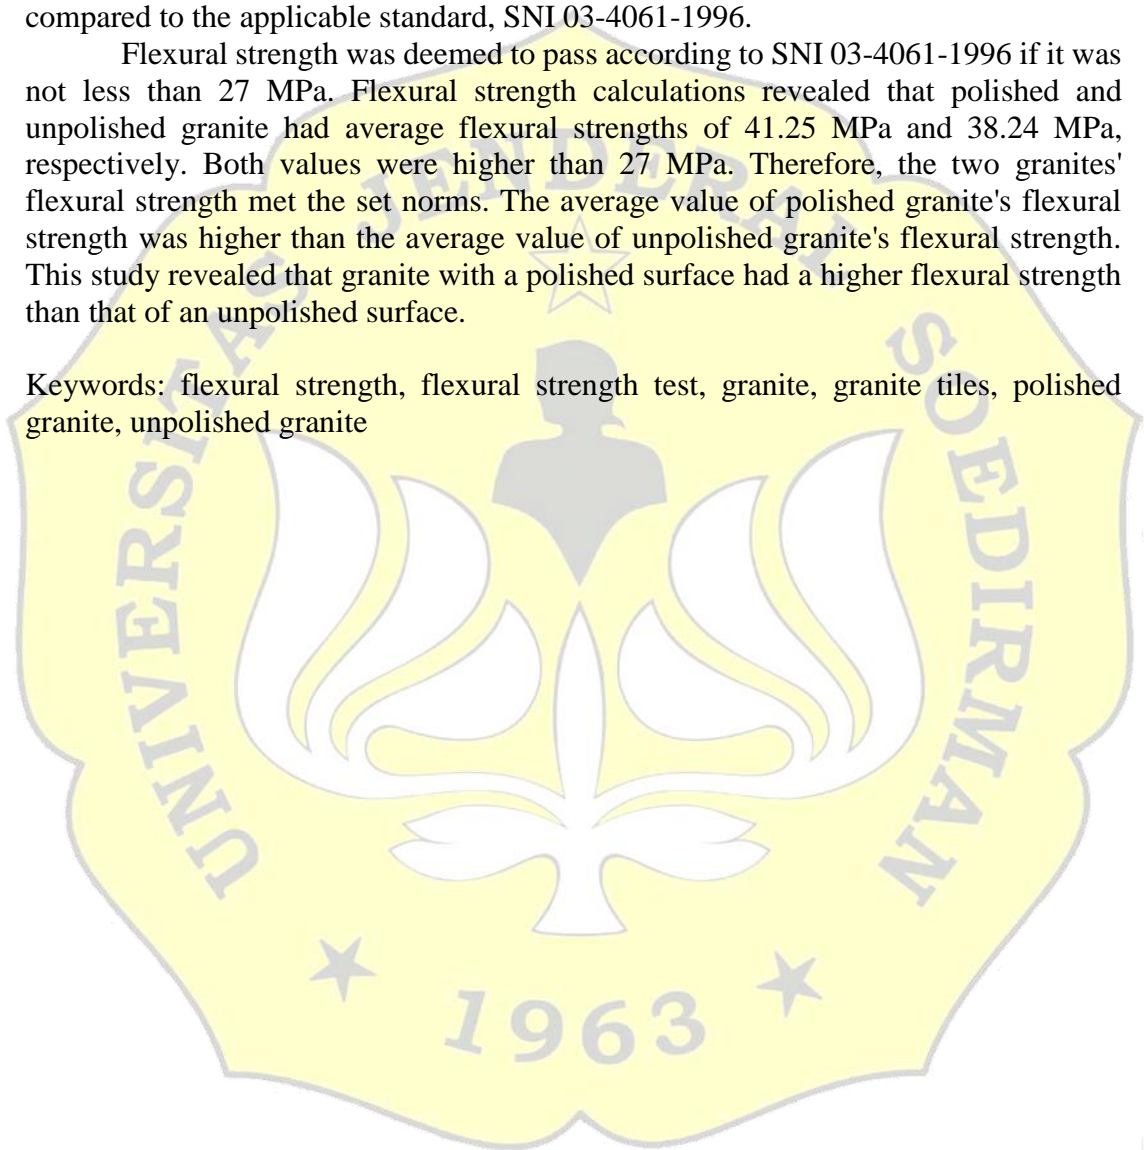 compared to the applicable standard, SNI 03-4061-1996.
Flexural strength was deemed to pass according to SNI 03-4061-1996 if it was
not less than 27 MPa. Flexural strength calculations revealed that polished and
unpolished granite had average flexural strengths of 41.25 MPa and 38.24 MPa,
respectively. Both values were higher than 27 MPa. Therefore, the two granites'
flexural strength met the set norms. The average value of polished granite's flexural
strength was higher than the average value of unpolished granite's flexural strength.
This study revealed that granite with a polished surface had a higher flexural strength
than that of an unpolished surface.
Keywords: flexural strength, flexural strength test, granite, granite tiles, polished
granite, unpolished granite
UNIVERSITAS JENDERAL SOEDIRMAN
1963